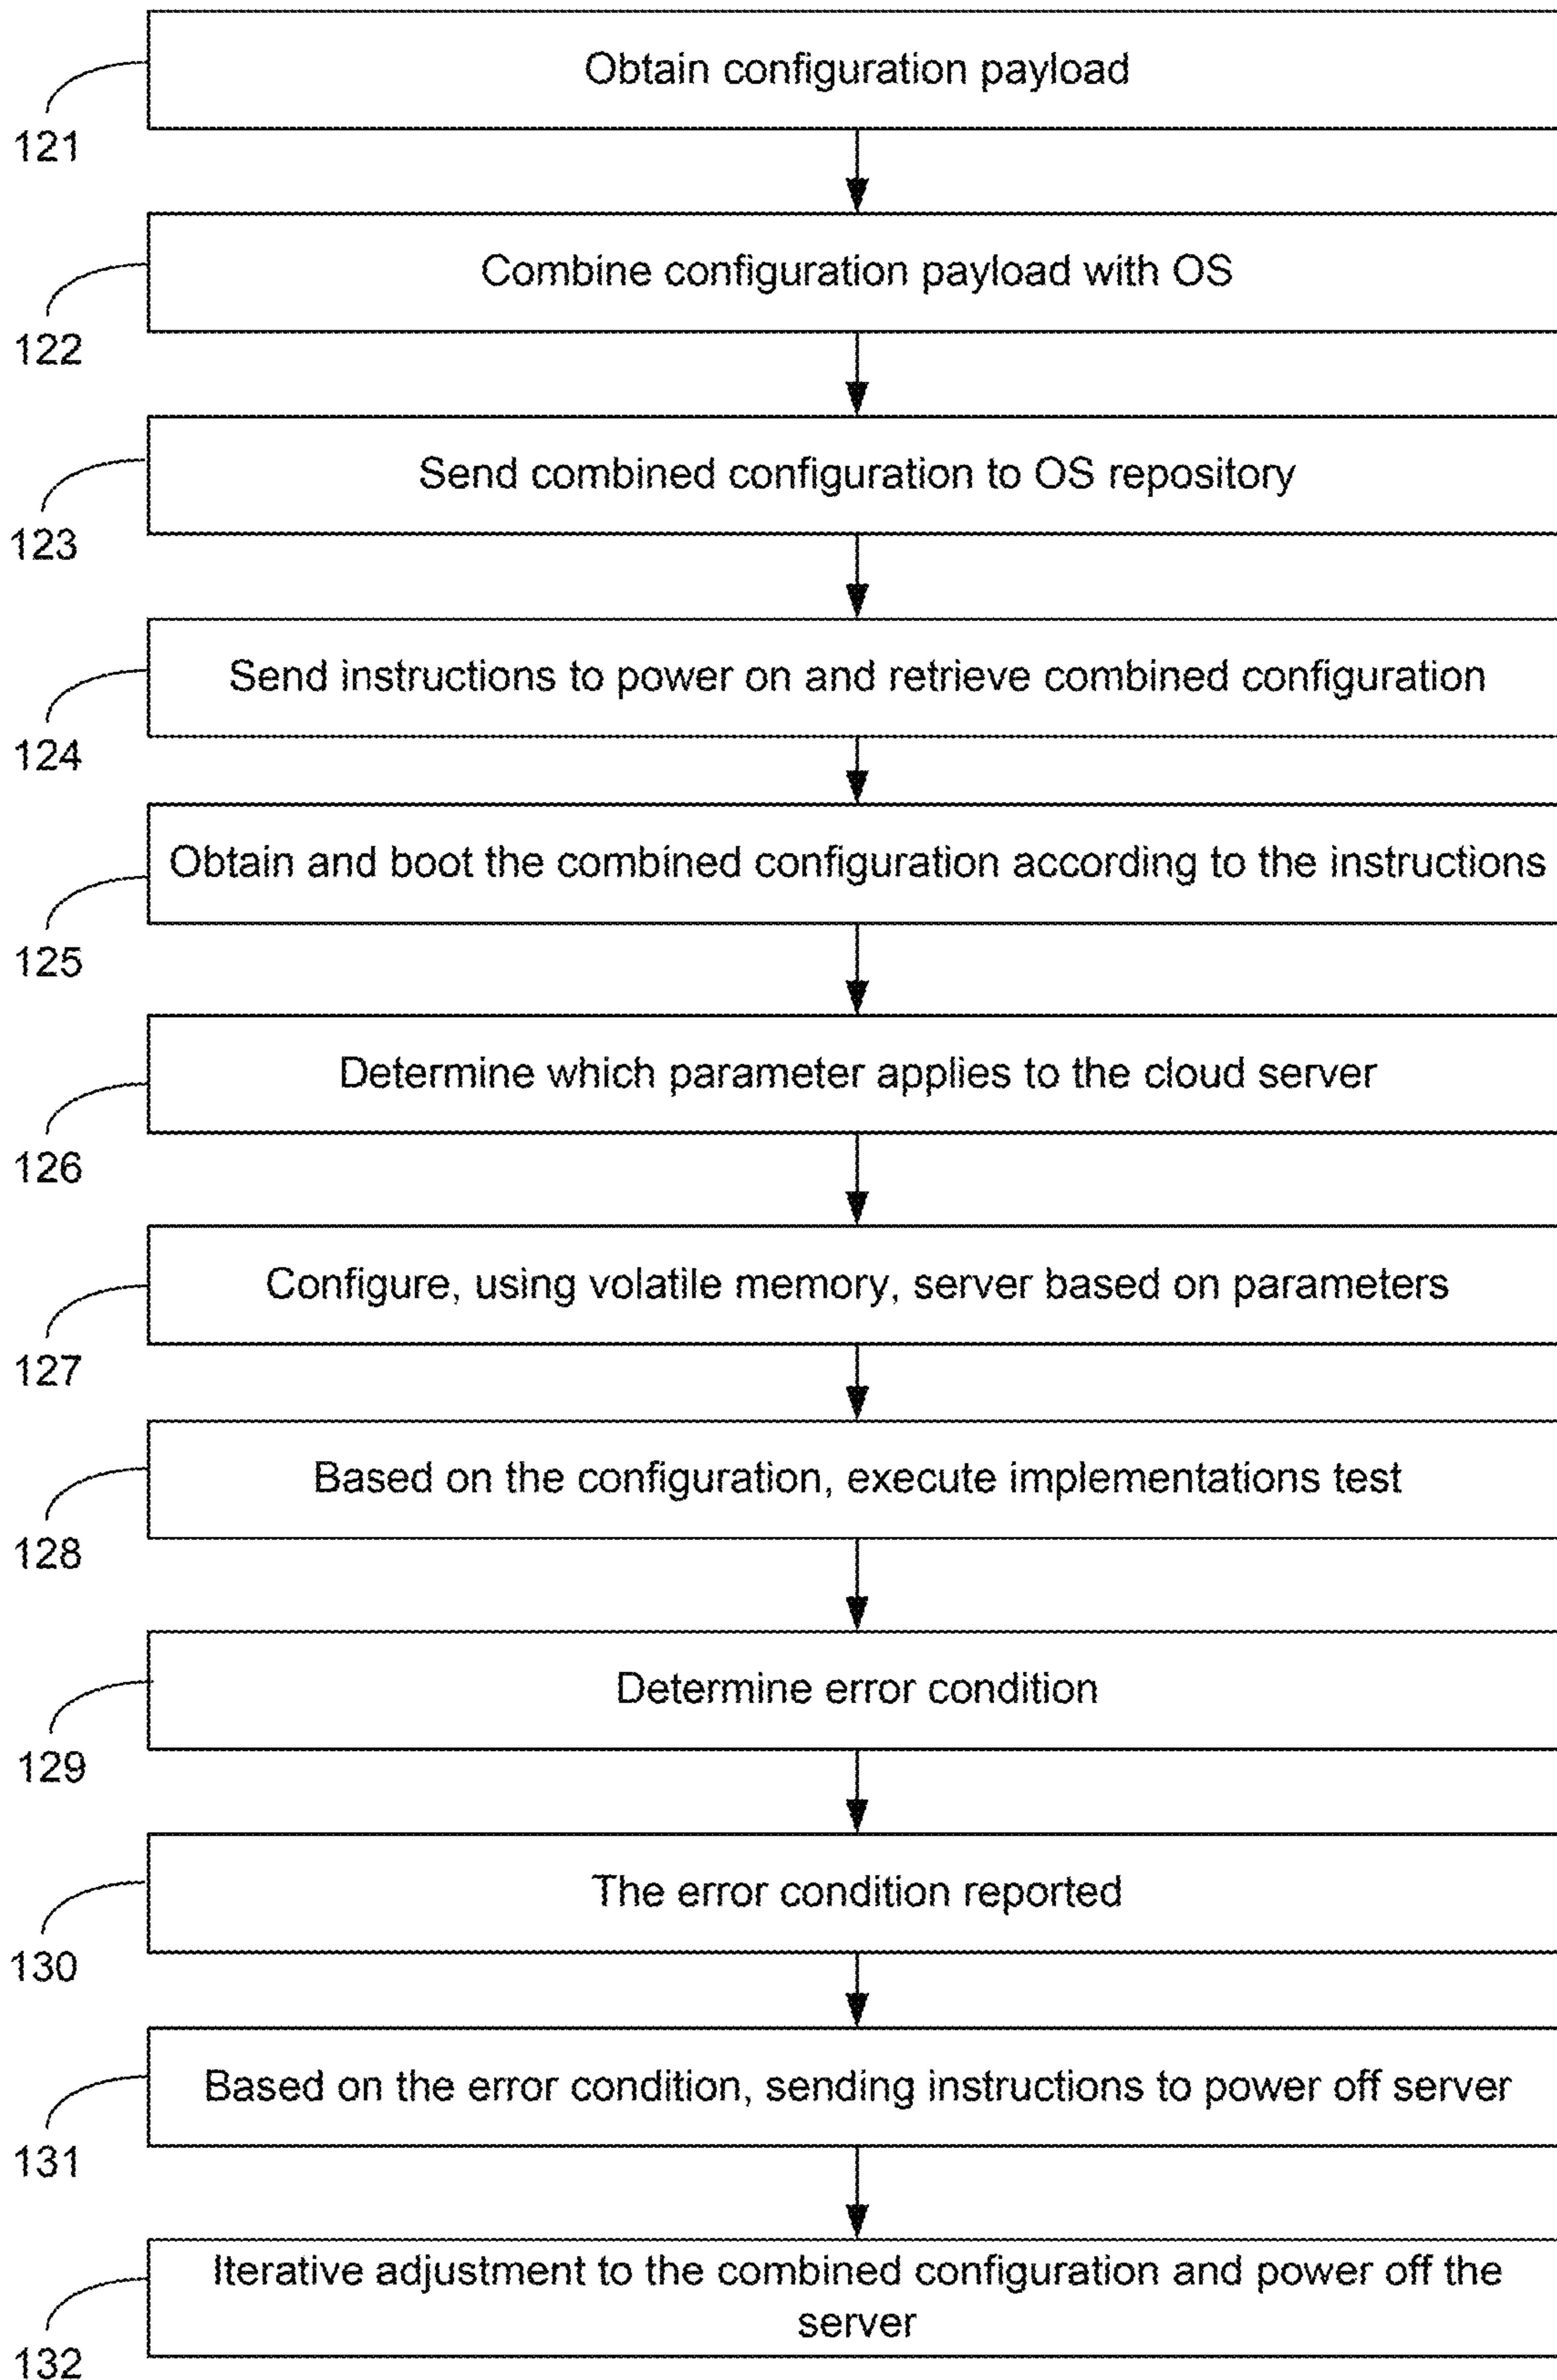 Obtain configuration payload
121
Combine configuration payload with OS
122
Send combined configuration to OS repository
123
Send instructions to power on and retrieve combined configuration
124
Obtain and boot the combined configuration according to the instructions
125
Determine which parameter applies to the cloud server
126
Configure, using volatile memory, server based on parameters
127
Based on the configuration, execute implementations test
128
Determine error condition
129
The error condition reported
130
Based on the error condition, sending instructions to power off server
131
Iterative adjustment to the combined configuration and power off the
server
132